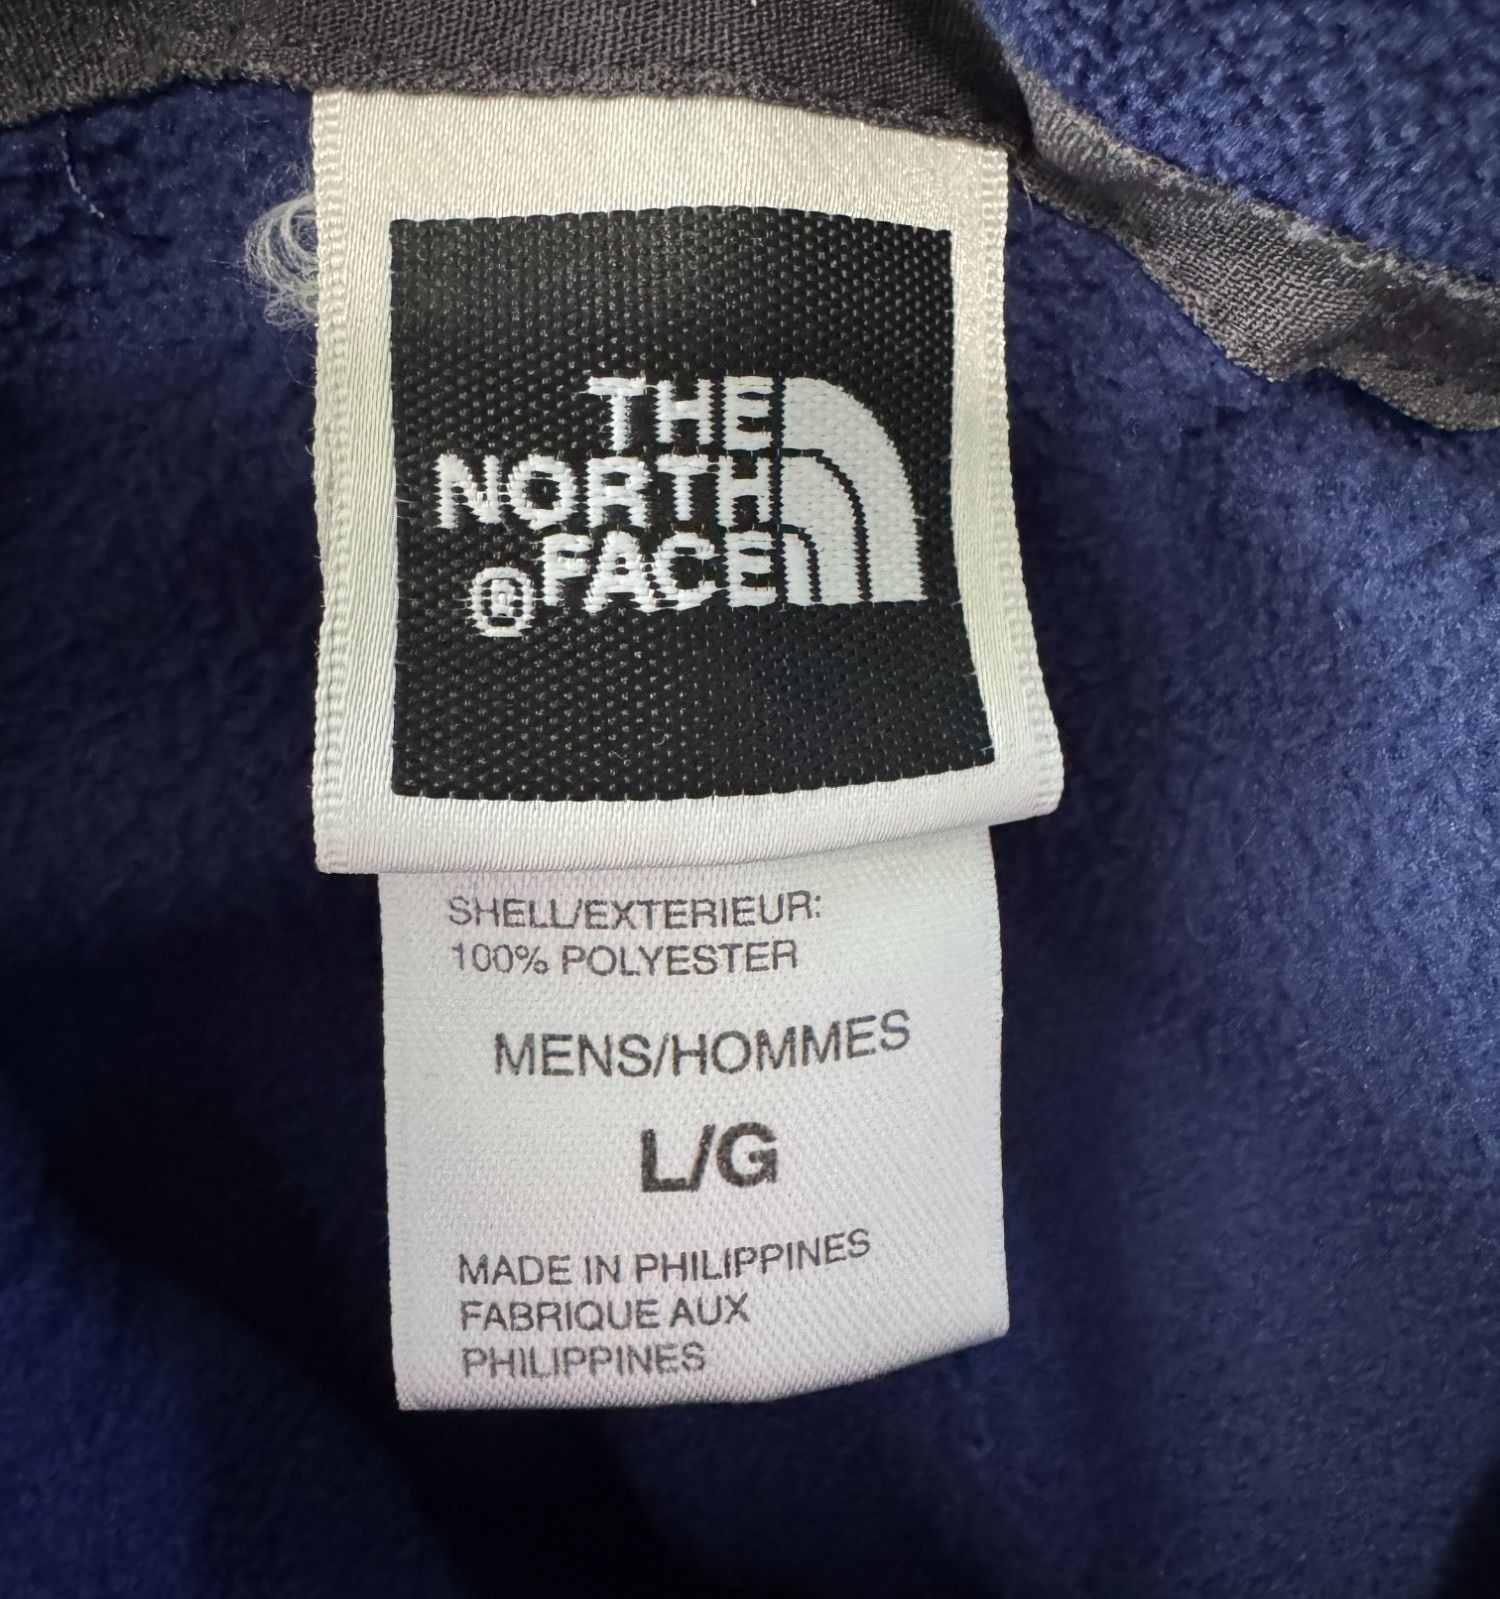 THE
NORTH
FACE
®
SHELL/EXTERIEUR:
100% POLYESTER
MENS/HOMMES
L/G
MADE IN PHILIPPINES
FABRIQUE AUX
PHILIPPINES